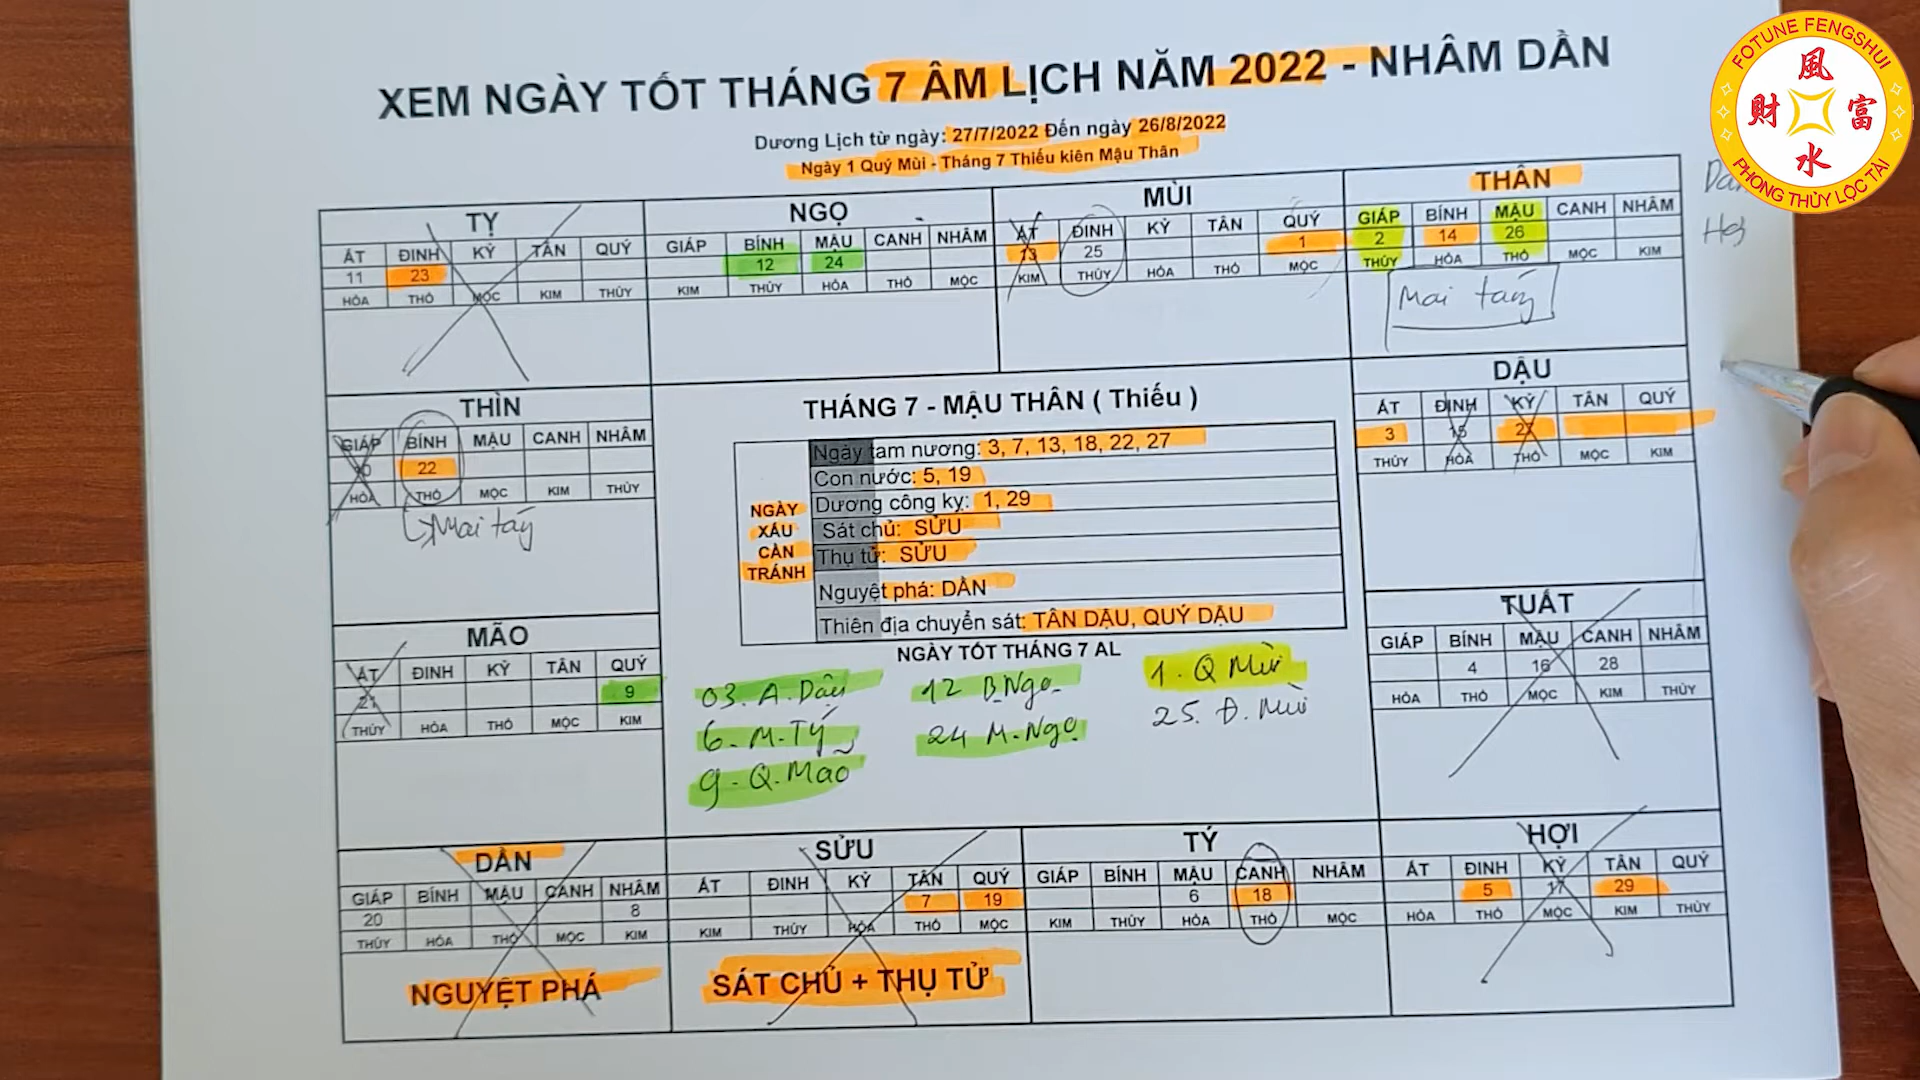 XEM NGÀY TỐT THÁNG 7 ÂM LỊCH NĂM 2022 - NHÂM DẦN
Dương Lịch từ ngày: 27/7/2022 Đến ngày 26/8/2022
Ngày 1 Quý Mùi - Tháng 7 Thiếu kiên Mậu Thân
FOTUNE FENGSHUI
風
財 富
水
PHONG THỦY LỘC TÀI
TỴ
ẤT ĐINH KỶ TÂN QUÝ
11 23
HỎA THỔ MỘC KIM THỦY
NGỌ
GIÁP BÍNH MẬU CANH NHÂM
12 24
KIM THỦY HỎA THỔ MỘC
MÙI
ẤT ĐINH KỶ TÂN QUÝ
13 25 1
KIM THỦY HỎA THỔ MỘC
THÂN
GIÁP BÍNH MẬU CANH NHÂM
2 14 26
THỦY HỎA THỔ MỘC KIM
Mai táng
THÌN
GIÁP BÍNH MẬU CANH NHÂM
10 22
HỎA THỔ MỘC KIM THỦY
Mai táng
THÁNG 7 - MẬU THÂN ( Thiếu )
NGÀY XẤU CẦN TRÁNH
Ngày tam nương: 3, 7, 13, 18, 22, 27
Con nước: 5, 19
Dương công kỵ: 1, 29
Sát chủ: SỬU
Thụ tử: SỬU
Nguyệt phá: DẦN
Thiên địa chuyển sát: TÂN DẬU, QUÝ DẬU
DẬU
ẤT ĐINH KỶ TÂN QUÝ
3 15 27
THỦY HỎA THỔ MỘC KIM
MÃO
ẤT ĐINH KỶ TÂN QUÝ
21 9
THỦY HỎA THỔ MỘC KIM
NGÀY TỐT THÁNG 7 AL
03. A. Dậu 12 B.Ngọ 1. Q Mùi
6. M. Tý 24 M.Ngọ 25. Đ. Mùi
9. Q. Mão
TUẤT
GIÁP BÍNH MẬU CANH NHÂM
4 16 28
HỎA THỔ MỘC KIM THỦY
DẦN
GIÁP BÍNH MẬU CANH NHÂM
20 8
THỦY HỎA THỔ MỘC KIM
NGUYỆT PHÁ
SỬU
ẤT ĐINH KỶ TÂN QUÝ
7 19
KIM THỦY HỎA THỔ MỘC
SÁT CHỦ + THỤ TỬ
TÝ
GIÁP BÍNH MẬU CANH NHÂM
6 18
KIM THỦY HỎA THỔ MỘC
HỢI
ẤT ĐINH KỶ TÂN QUÝ
5 17 29
HỎA THỔ MỘC KIM THỦY